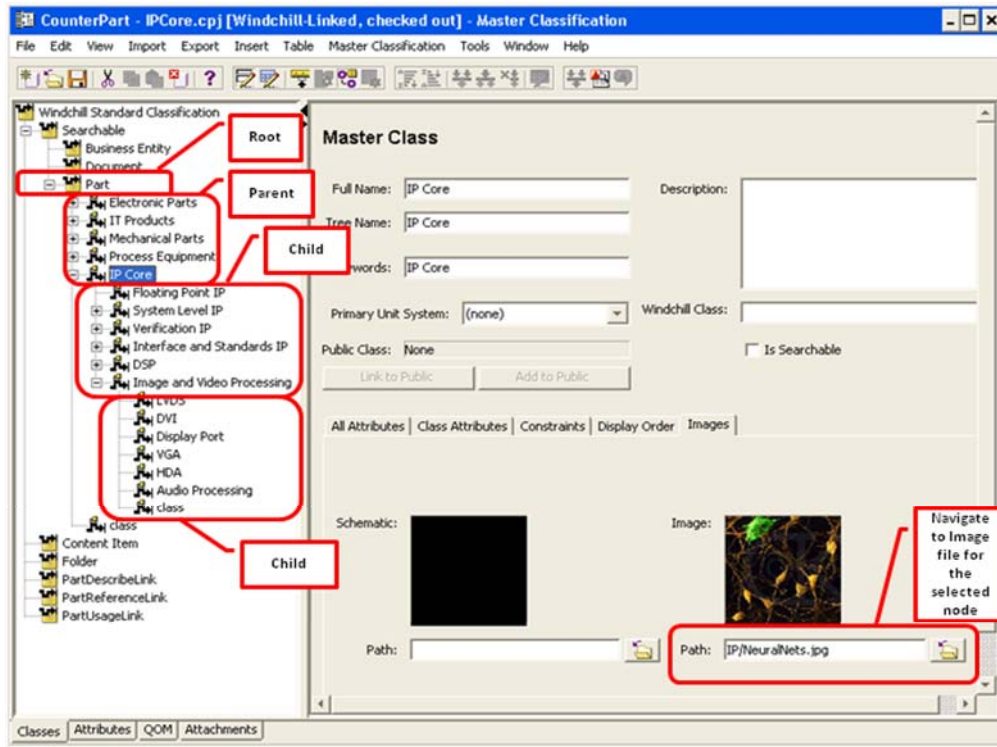 CounterPart - IPCore.cpj [Windchill-Linked, checked out] - Master Classification
File Edit View Import Export Insert Table Master Classification Tools Window Help
Windchill Standard Classification
Searchable
Business Entity
Document
Part
Electronic Parts
IT Products
Mechanical Parts
Process Equipment
IP Core
Floating Point IP
System Level IP
Verification IP
Interface and Standards IP
DSP
Image and Video Processing
LVDS
DVI
Display Port
VGA
HDA
Audio Processing
class
class
Content Item
Folder
PartDescribeLink
PartReferenceLink
PartUsageLink
Root
Parent
Child
Child
Master Class
Full Name: IP Core
Description:
Tree Name: IP Core
IP Core
Primary Unit System: (none)
Windchill Class:
Public Class: None
Is Searchable
Link to Public Add to Public
All Attributes Class Attributes Constraints Display Order Images
Schematic:
Image:
Navigate
to Image
file for
the
selected
node
Path:
Path: IP/NeuralNets.jpg
Classes Attributes QOM Attachments